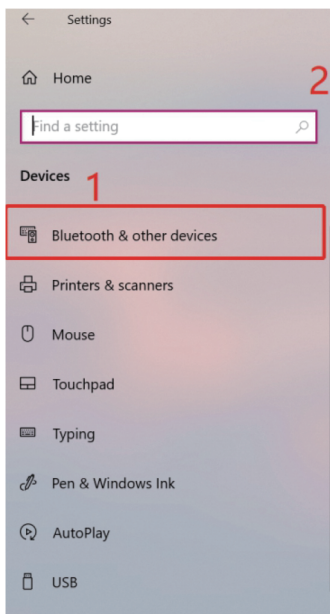 Settings
Home
2
Find a setting
Devices
1
Bluetooth & other devices
Printers & scanners
Mouse
Touchpad
Typing
Pen & Windows Ink
AutoPlay
USB